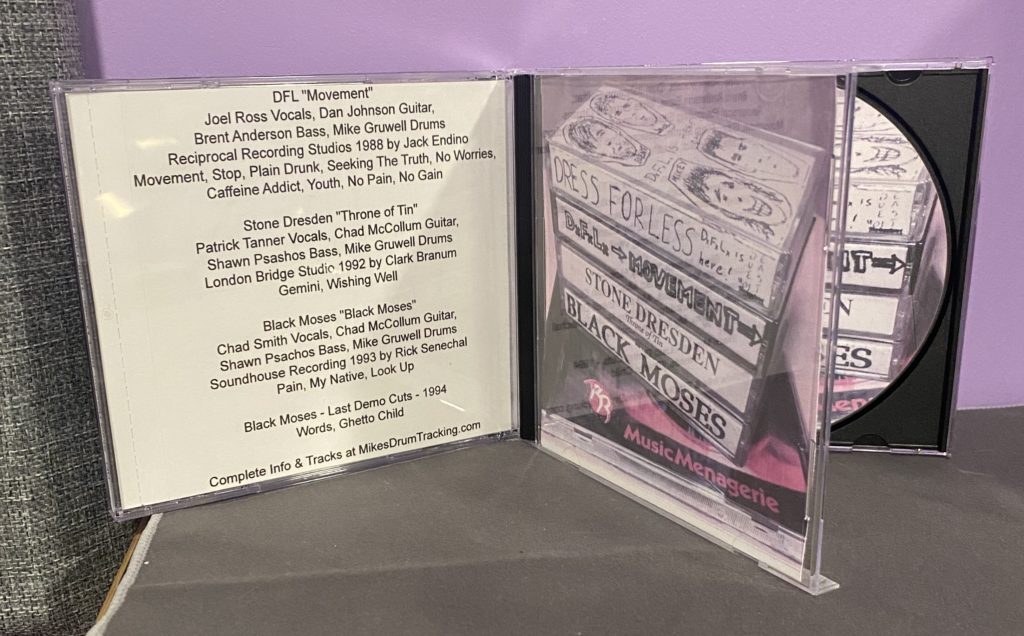 DFL "Movement"
Joel Ross Vocals, Dan Johnson Guitar,
Brent Anderson Bass, Mike Gruwell Drums
Reciprocal Recording Studios 1988 by Jack Endino
Movement, Stop, Plain Drunk, Seeking The Truth, No Worries,
Caffeine Addict, Youth, No Pain, No Gain
Stone Dresden "Throne of Tin"
Patrick Tanner Vocals, Chad McCollum Guitar,
Shawn Psashos Bass, Mike Gruwell Drums
London Bridge Studio 1992 by Clark Branum
Gemini, Wishing Well
Black Moses "Black Moses"
Chad Smith Vocals, Chad McCollum Guitar,
Shawn Psachos Bass, Mike Gruwell Drums
Soundhouse Recording 1993 by Rick Senechal
Pain, My Native, Look Up
Black Moses - Last Demo Cuts - 1994
Words, Ghetto Child
Complete Info & Tracks at MikesDrumTracking.com
DRESS FOR LESS
D.F.L. is
here!
D.F.L. → MOVEMENT →
STONE DRESDEN
Throne of Tin
BLACK MOSES
MusicMenagerie
NT →
N
SES